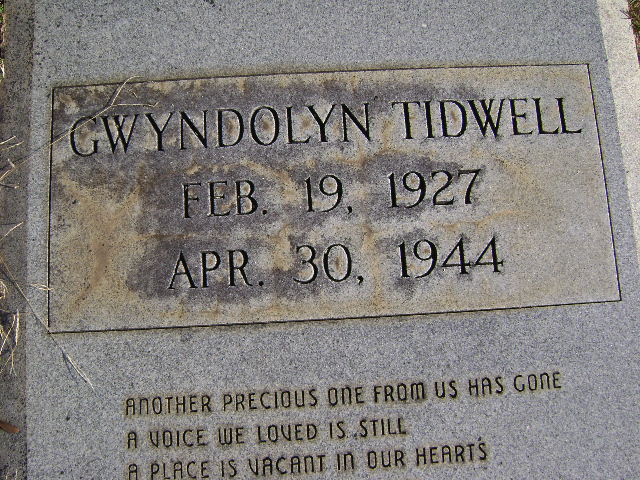 GWYNDOLYN TIDWELL
FEB. 19, 1927
APR. 30, 1944
ANOTHER PRECIOUS ONE FROM US HAS GONE
A VOICE WE LOVED IS STILL
A PLACE IS VACANT IN OUR HEARTS